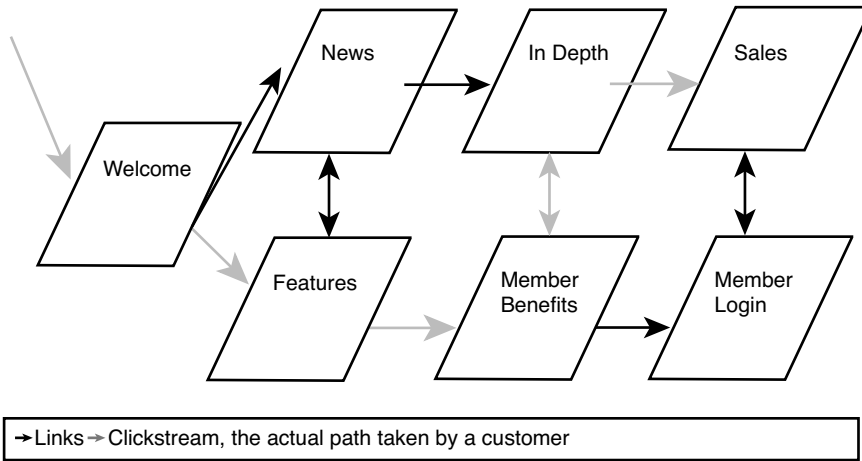 News
In Depth
Sales
Welcome
Features
Member
Benefits
Member
Login
Links
Clickstream, the actual path taken by a customer